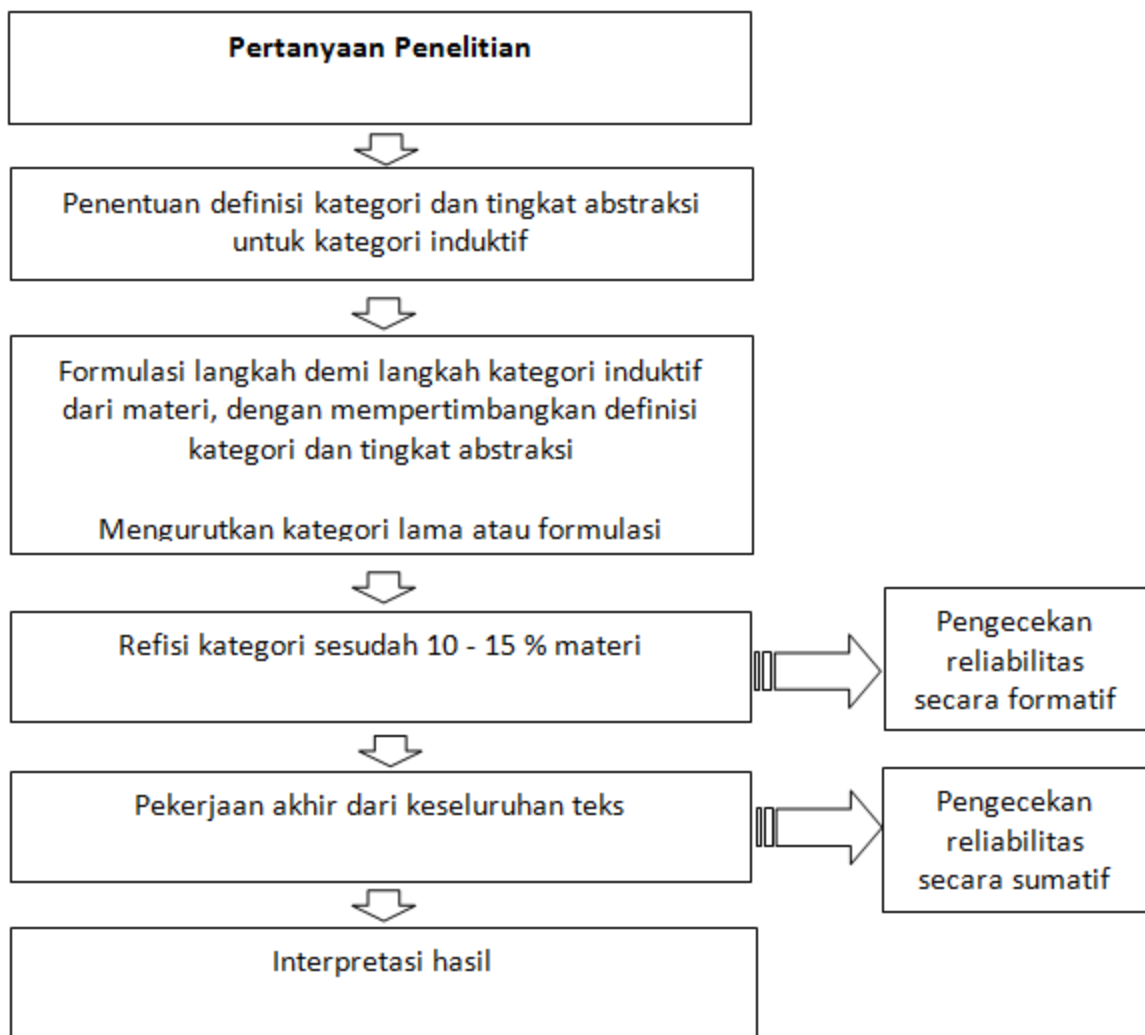 Pertanyaan Penelitian
Penentuan definisi kategori dan tingkat abstraksi
untuk kategori induktif
Formulasi langkah demi langkah kategori induktif
dari materi, dengan mempertimbangkan definisi
kategori dan tingkat abstraksi
Mengurutkan kategori lama atau formulasi
Refisi kategori sesudah 10 - 15 % materi
Pengecekan
reliabilitas
secara formatif
Pekerjaan akhir dari keseluruhan teks
Pengecekan
reliabilitas
secara sumatif
Interpretasi hasil